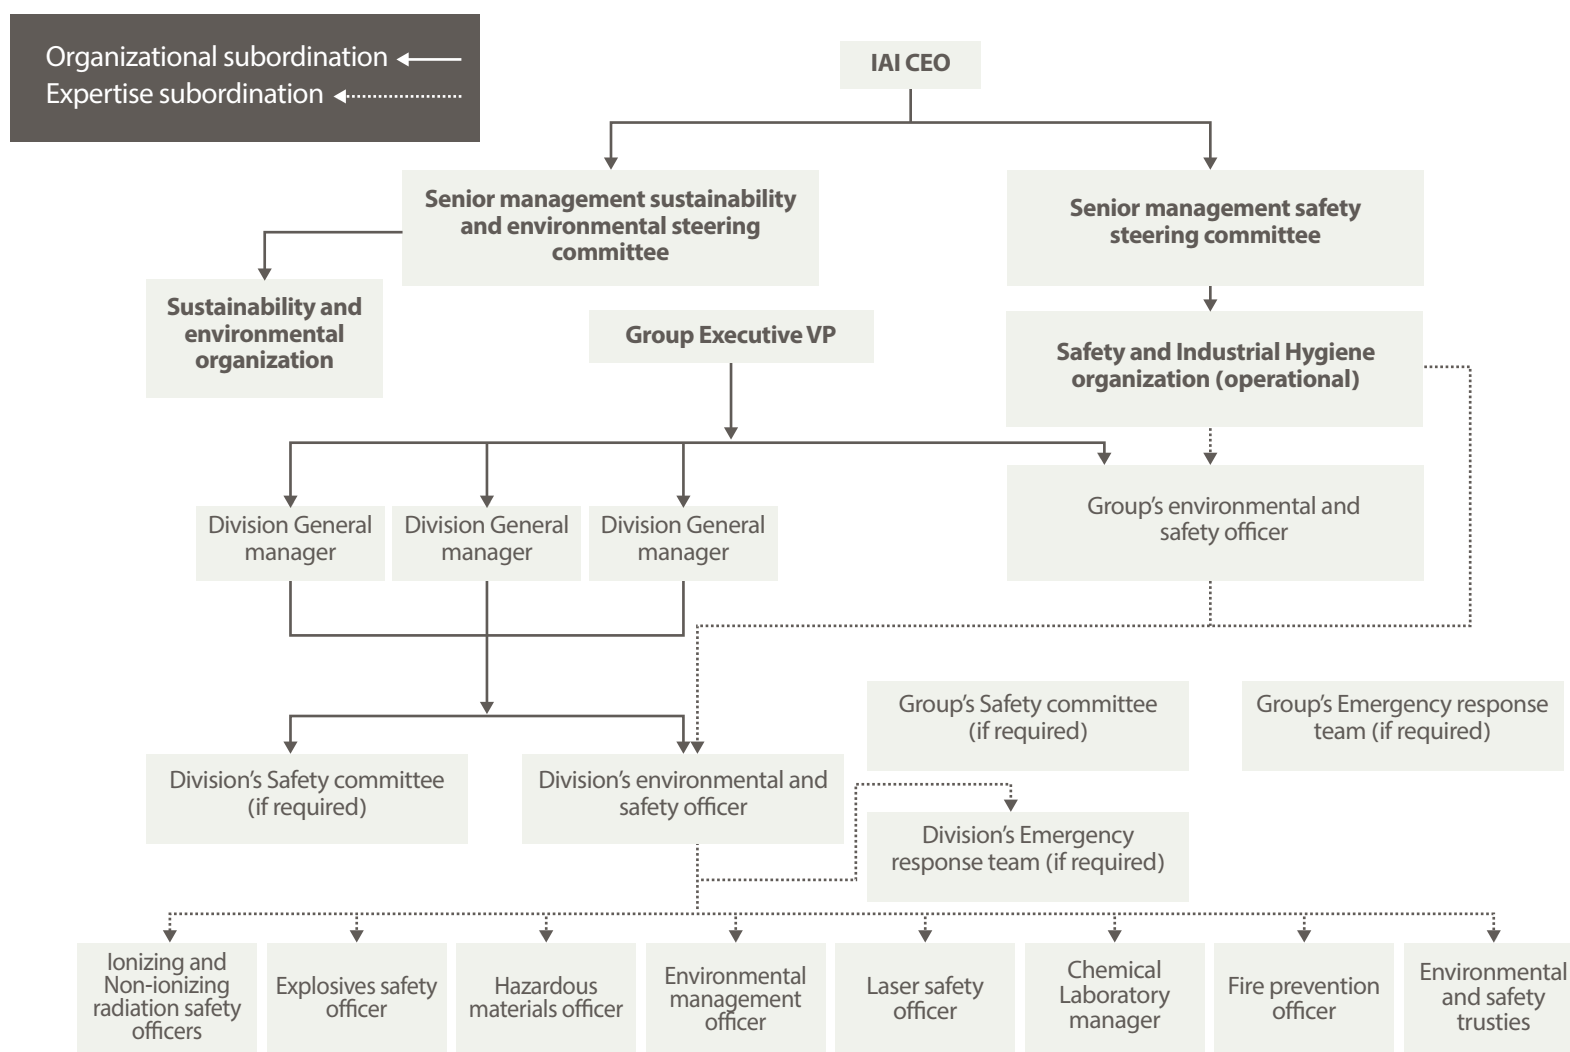 Organizational subordination
Expertise subordination
IAI CEO
Senior management sustainability
and environmental steering
committee
Senior management safety
steering committee
Sustainability and
environmental
organization
Group Executive VP
Safety and Industrial Hygiene
organization (operational)
Division General
manager
Division General
manager
Division General
manager
Group’s environmental and
safety officer
Group’s Safety committee
(if required)
Group’s Emergency response
team (if required)
Division’s Safety committee
(if required)
Division’s environmental and
safety officer
Division’s Emergency
response team (if required)
Ionizing and
Non-ionizing
radiation safety
officers
Explosives safety
officer
Hazardous
materials officer
Environmental
management
officer
Laser safety
officer
Chemical
Laboratory
manager
Fire prevention
officer
Environmental
and safety
trusties